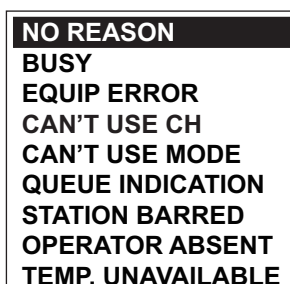 NO REASON
BUSY
EQUIP ERROR
CAN'T USE CH
CAN'T USE MODE
QUEUE INDICATION
STATION BARRED
OPERATOR ABSENT
TEMP. UNAVAILABLE